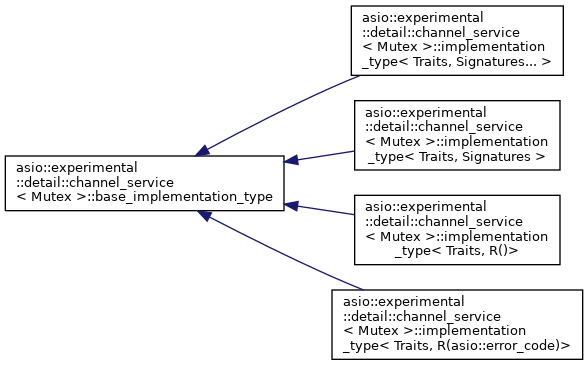 asio::experimental
::detail::channel_service
< Mutex >::implementation
_type< Traits, Signatures... >
asio::experimental
::detail::channel_service
< Mutex >::implementation
_type< Traits, Signatures >
asio::experimental
::detail::channel_service
< Mutex >::base_implementation_type
asio::experimental
::detail::channel_service
< Mutex >::implementation
_type< Traits, R()>
asio::experimental
::detail::channel_service
< Mutex >::implementation
_type< Traits, R(asio::error_code)>